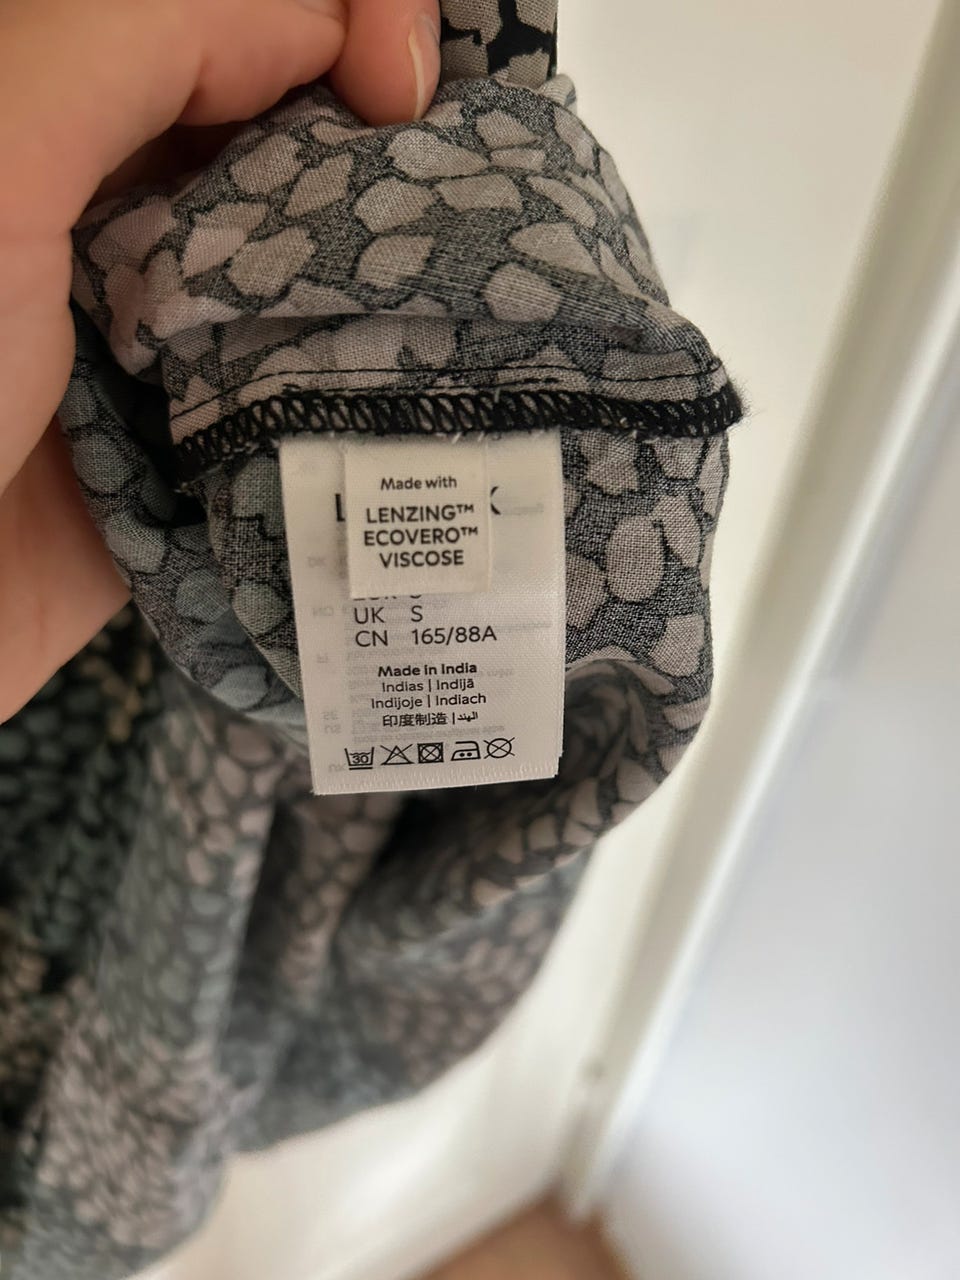 Made with
LENZING™
ECOVERO™
VISCOSE
UK S
CN 165/88A
Made in India
Indias | Indijā
Indijoje | Indiach
印度制造 | الهند
30